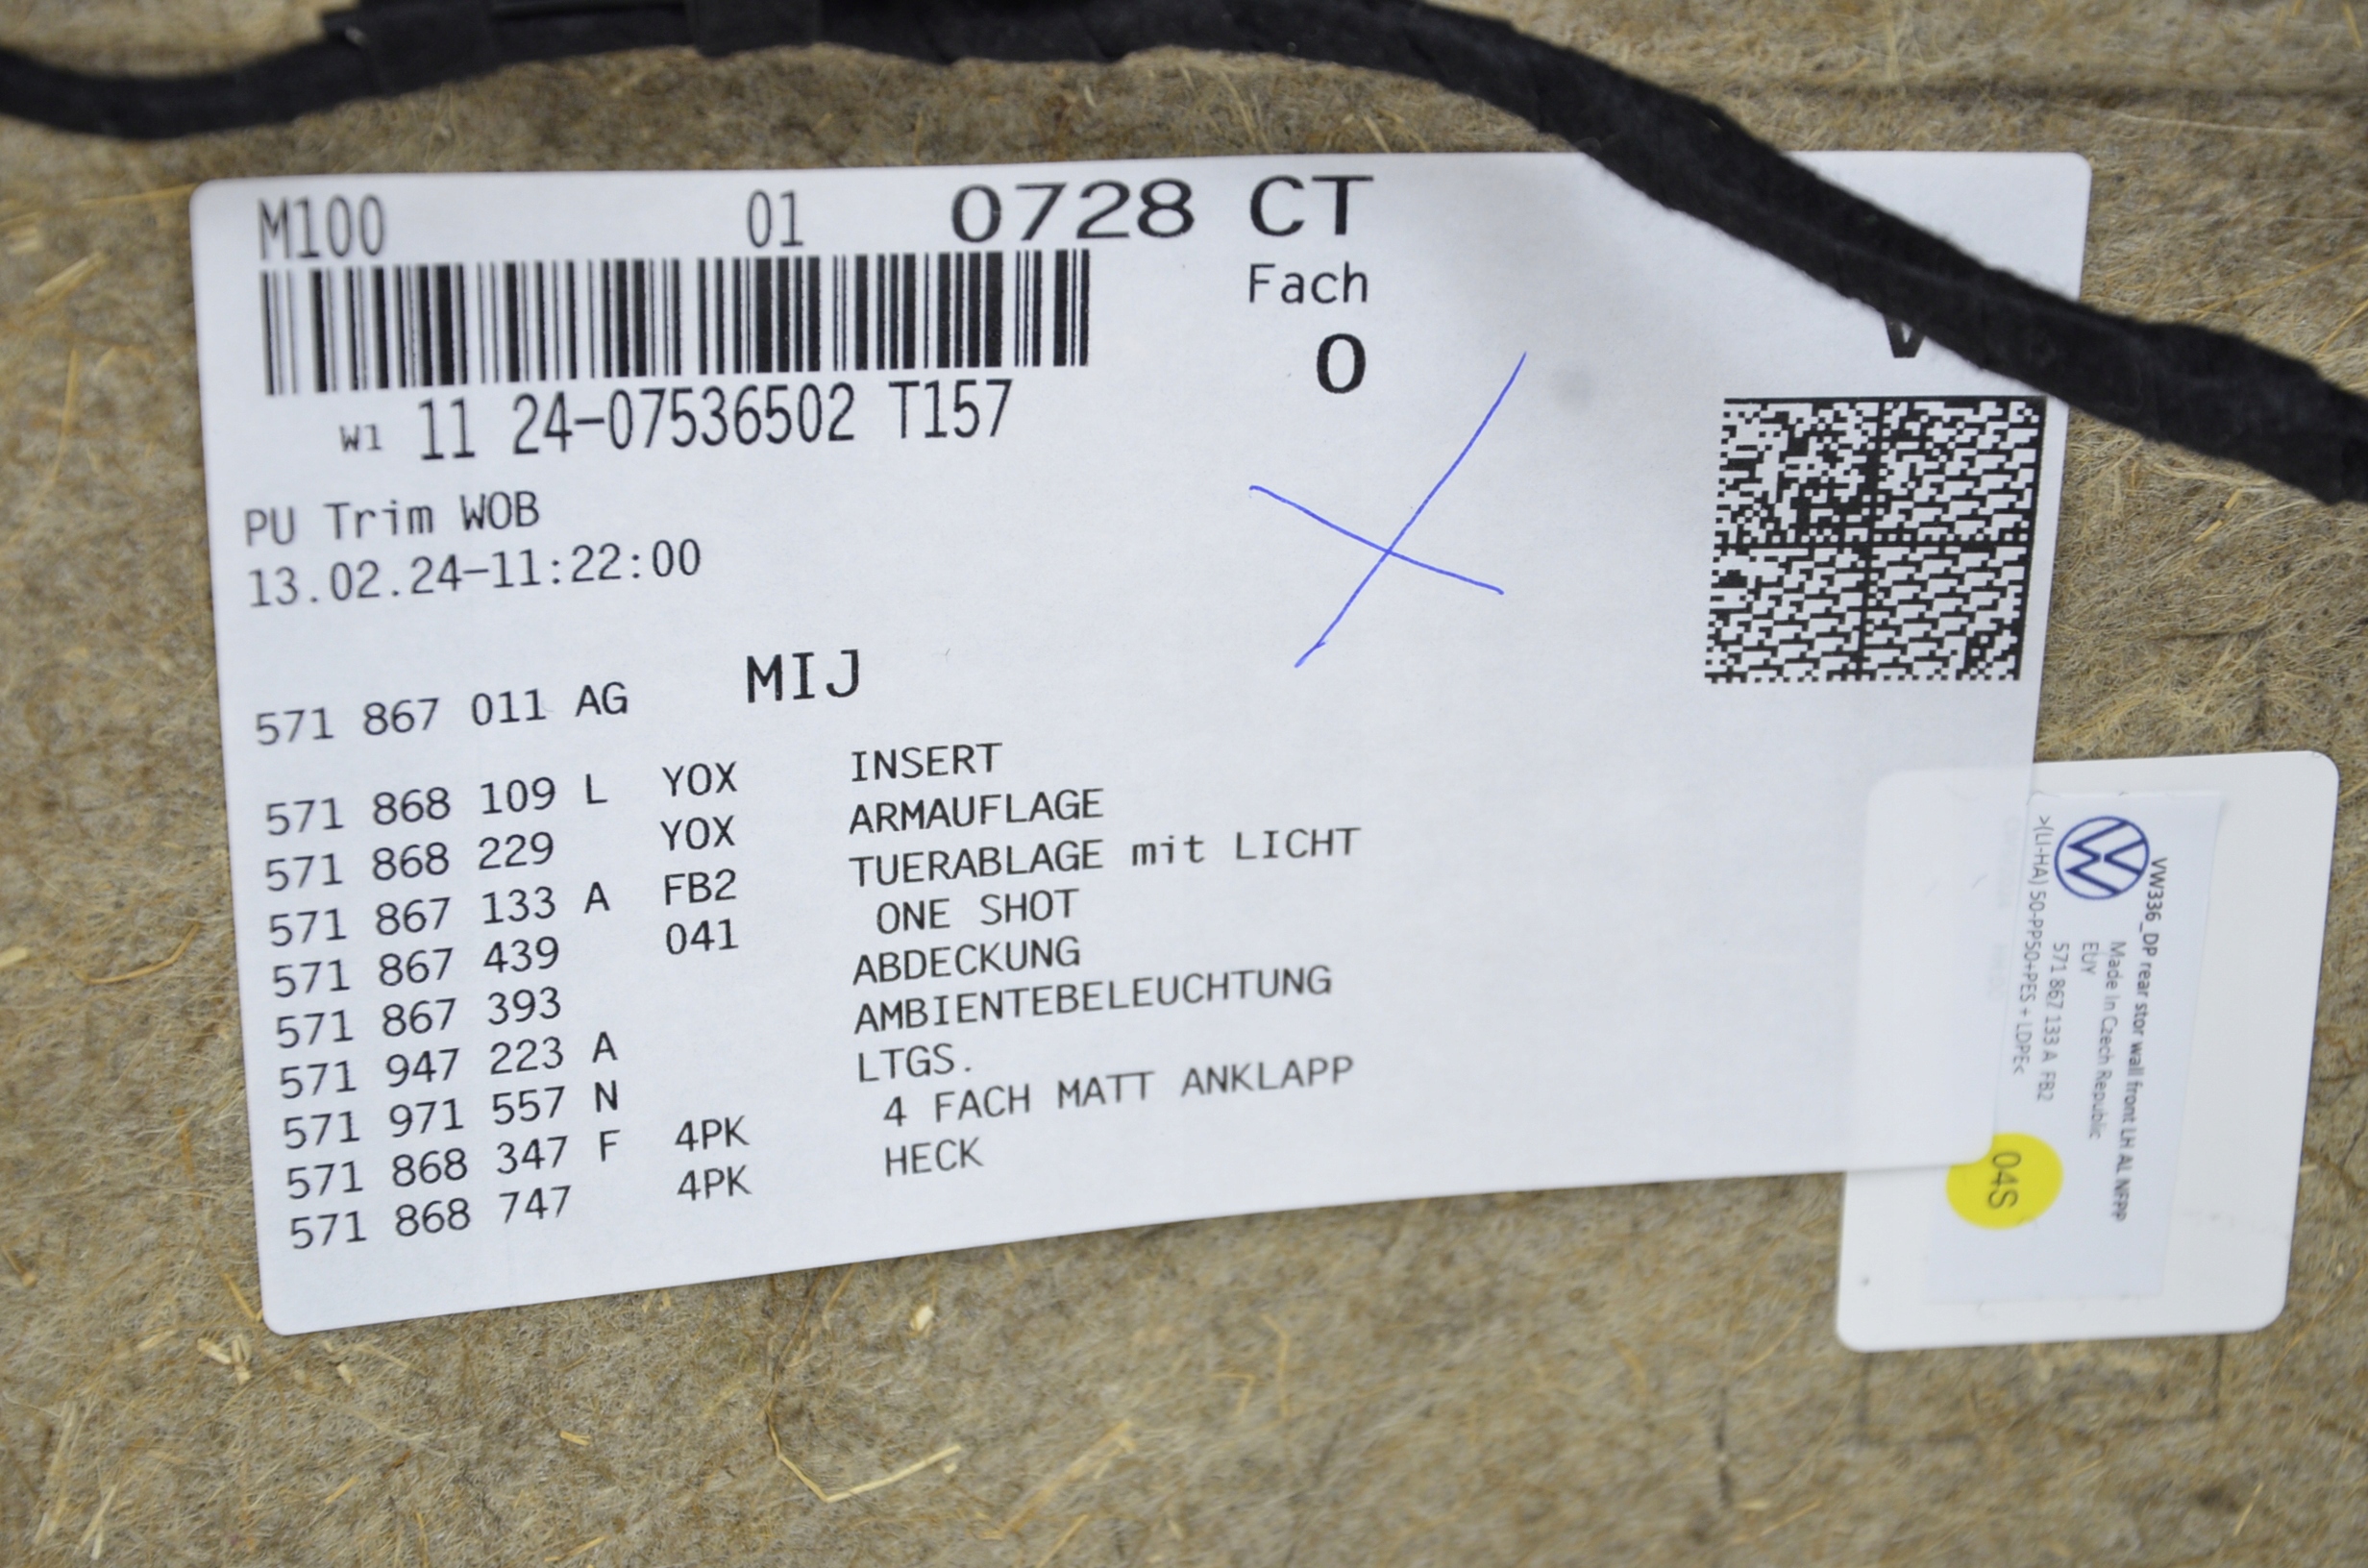 M100 01 0728 CT
Fach
0
W1 11 24-07536502 T157
PU Trim WOB
13.02.24-11:22:00
571 867 011 AG MIJ
571 868 109 L YOX INSERT
571 868 229 YOX ARMAUFLAGE
571 867 133 A FB2 TUERABLAGE mit LICHT
571 867 439 041 ONE SHOT
571 867 393 ABDECKUNG
571 947 223 A AMBIENTEBELEUCHTUNG
571 971 557 N LTGS.
571 868 347 F 4PK 4 FACH MATT ANKLAPP
571 868 747 4PK HECK
VW336_DP rear stor wall front LH AL NFPP
Made In Czech Republic
EUY
571 867 133 A FB2
>(LI-HA) 50-PP50+PES + LDPE<
04S